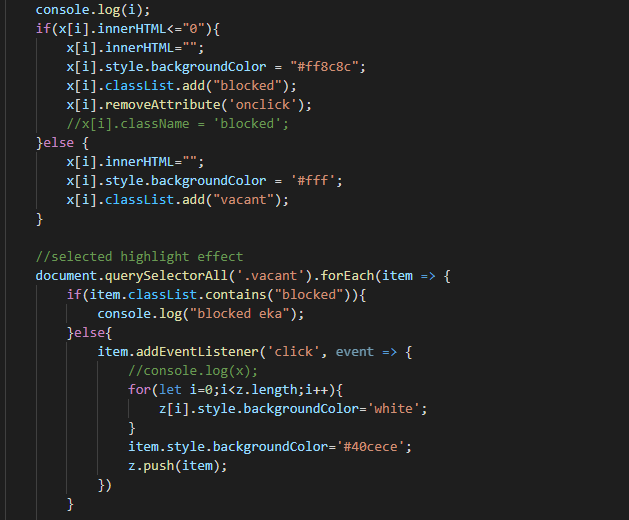 console.log(i);
if(x[i].innerHTML<="0"){
x[i].innerHTML="";
x[i].style.backgroundColor = "#ff8c8c";
x[i].classList.add("blocked");
x[i].removeAttribute('onclick');
//x[i].className = 'blocked';
}else {
x[i].innerHTML="";
x[i].style.backgroundColor = '#fff';
x[i].classList.add("vacant");
}
//selected highlight effect
document.querySelectorAll('.vacant').forEach(item => {
if(item.classList.contains("blocked")){
console.log("blocked eka");
}else{
item.addEventListener('click', event => {
//console.log(x);
for(let i=0;i<z.length;i++){
z[i].style.backgroundColor='white';
}
item.style.backgroundColor='#40cece';
z.push(item);
})
}